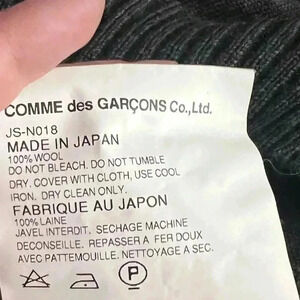 COMME des GARÇONS Co.,Ltd.
JS-N018
MADE IN JAPAN
100% WOOL
DO NOT BLEACH. DO NOT TUMBLE
DRY. COVER WITH CLOTH, USE COOL
IRON. DRY CLEAN ONLY.
FABRIQUE AU JAPON
100% LAINE
JAVEL INTERDIT. SECHAGE MACHINE
DECONSEILLE. REPASSER A FER DOUX
AVEC PATTEMOUILLE. NETTOYAGE A SEC.
P